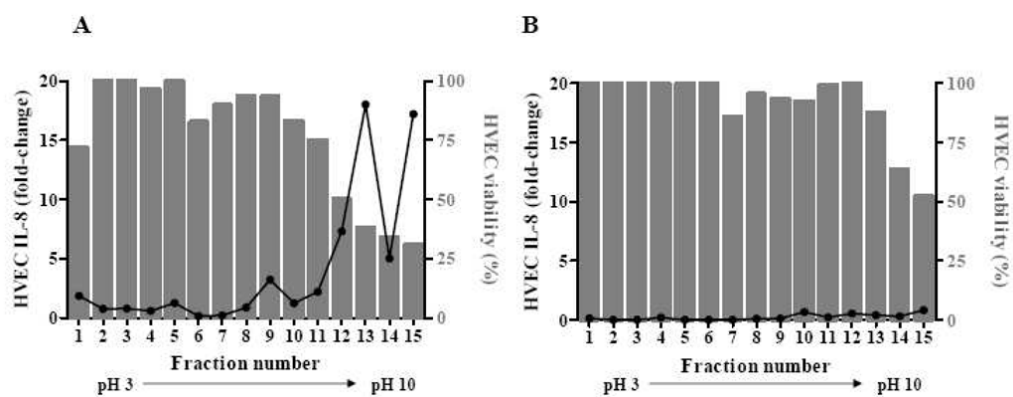 A
HVEC IL-8 (fold-change)
20
15
10
5
0
100
75
50
25
0
HVEC viability (%)
1 2 3 4 5 6 7 8 9 10 11 12 13 14 15
Fraction number
pH 3 pH 10
B
HVEC IL-8 (fold-change)
20
15
10
5
0
100
75
50
25
0
HVEC viability (%)
1 2 3 4 5 6 7 8 9 10 11 12 13 14 15
Fraction number
pH 3 pH 10